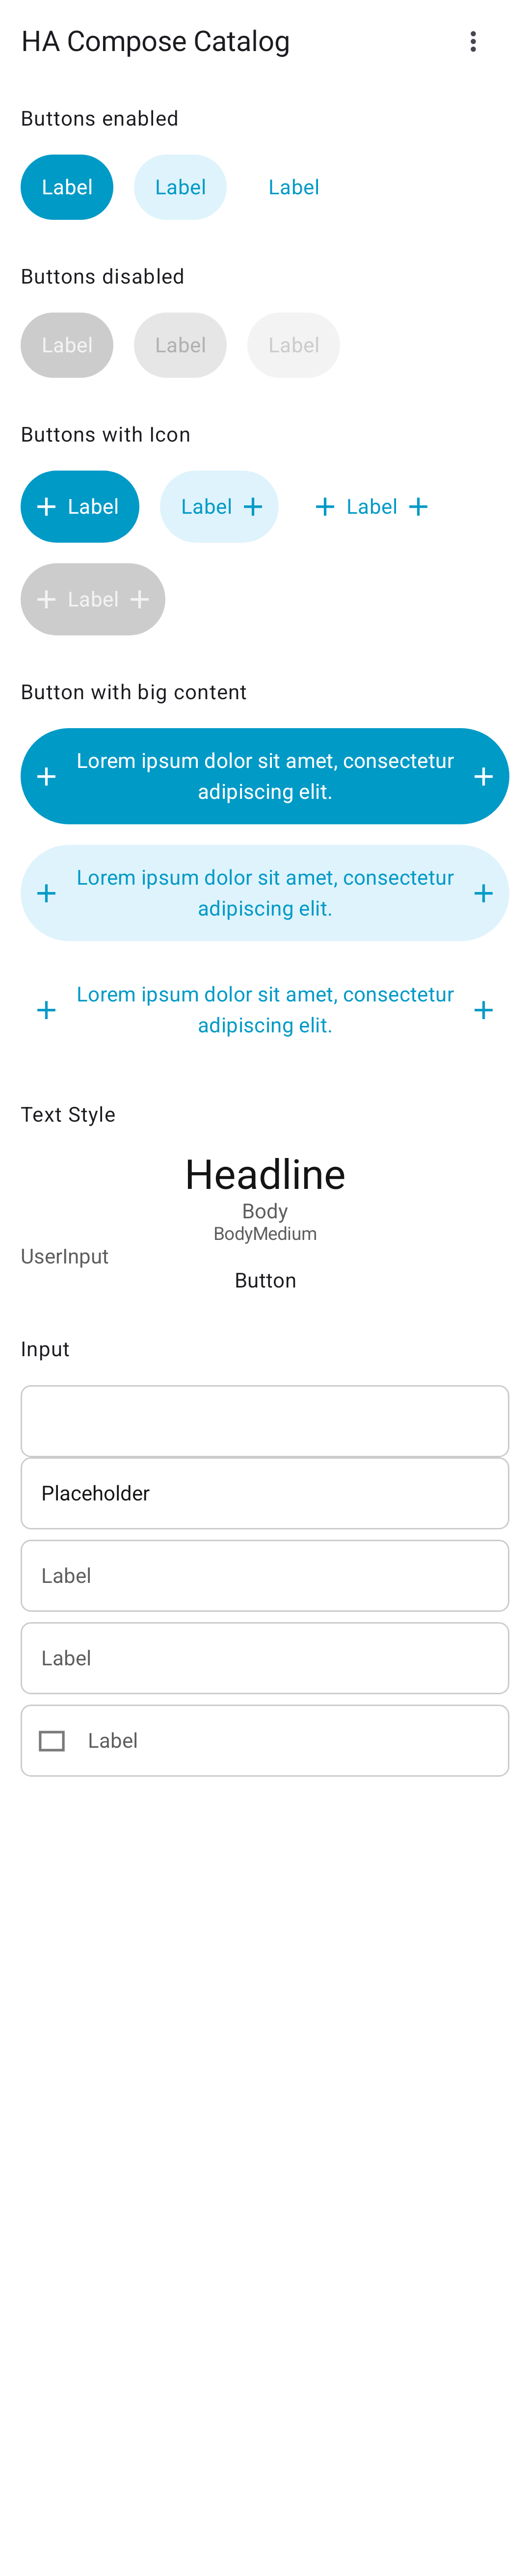 HA Compose Catalog
Buttons enabled
Label Label Label
Buttons disabled
Label Label Label
Buttons with Icon
Label Label Label
Label
Button with big content
Lorem ipsum dolor sit amet, consectetur
adipiscing elit.
Lorem ipsum dolor sit amet, consectetur
adipiscing elit.
Lorem ipsum dolor sit amet, consectetur
adipiscing elit.
Text Style
Headline
Body
BodyMedium
UserInput
Button
Input
Placeholder
Label
Label
Label